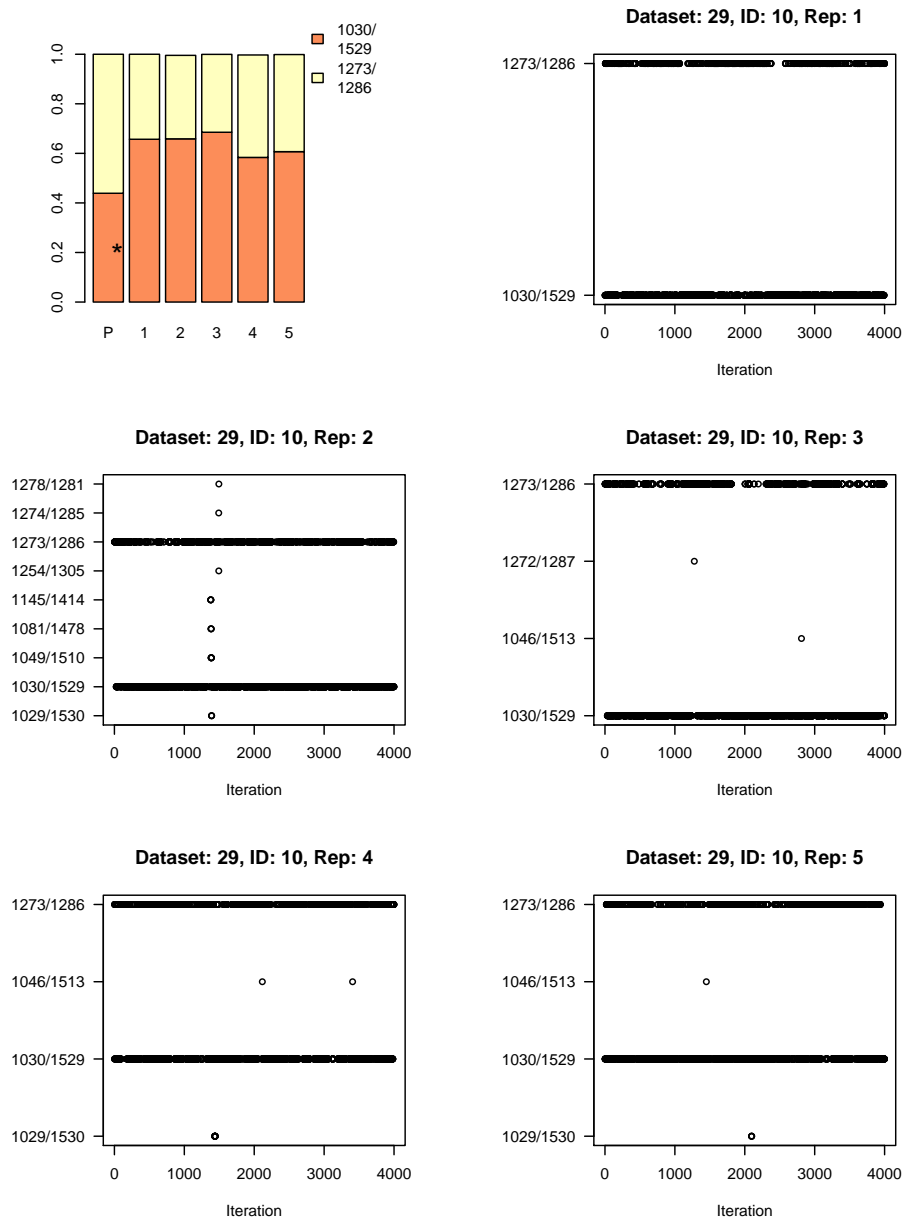 1030/
1529
1273/
1286
1.0
0.8
0.6
0.4
0.2
0.0
*
P 1 2 3 4 5
Dataset: 29, ID: 10, Rep: 1
1273/1286
1030/1529
0 1000 2000 3000 4000
Iteration
Dataset: 29, ID: 10, Rep: 2
1278/1281
1274/1285
1273/1286
1254/1305
1145/1414
1081/1478
1049/1510
1030/1529
1029/1530
0 1000 2000 3000 4000
Iteration
Dataset: 29, ID: 10, Rep: 3
1273/1286
1272/1287
1046/1513
1030/1529
0 1000 2000 3000 4000
Iteration
Dataset: 29, ID: 10, Rep: 4
1273/1286
1046/1513
1030/1529
1029/1530
0 1000 2000 3000 4000
Iteration
Dataset: 29, ID: 10, Rep: 5
1273/1286
1046/1513
1030/1529
1029/1530
0 1000 2000 3000 4000
Iteration